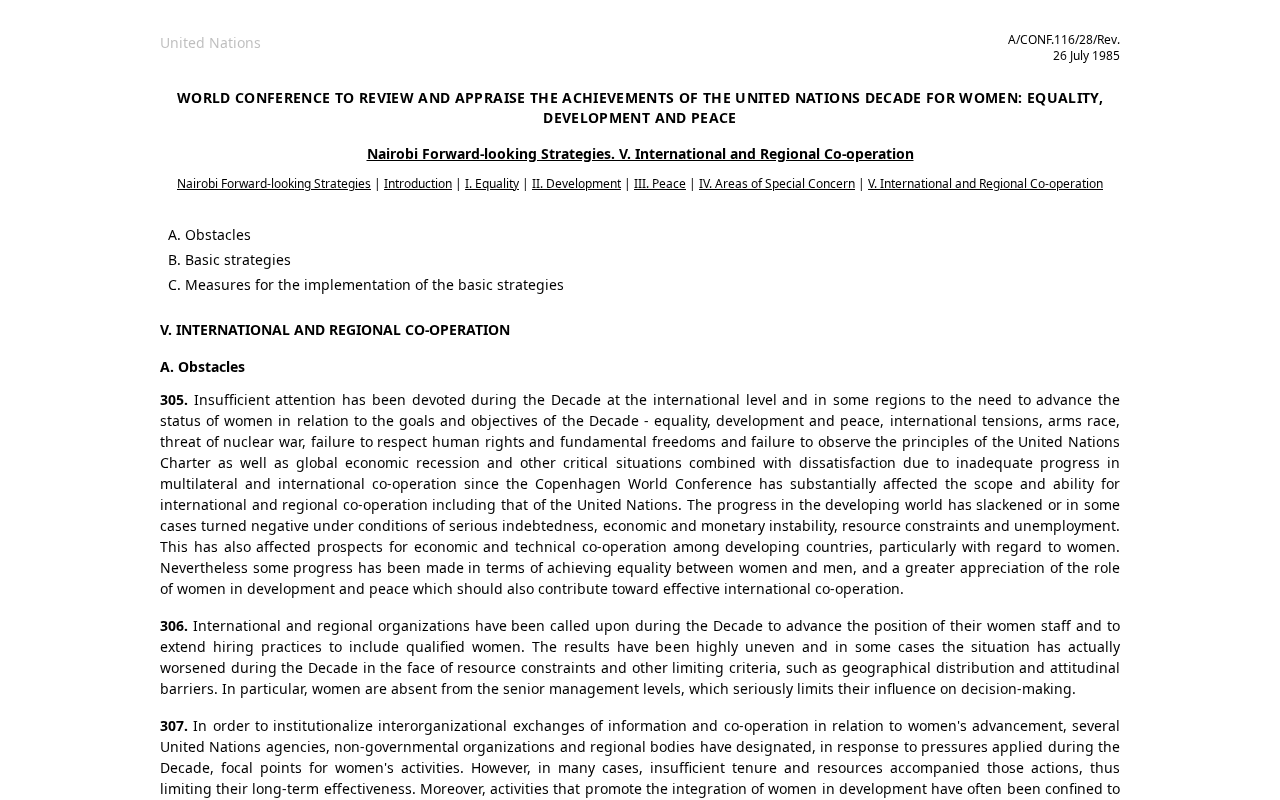 United Nations
A/CONF.116/28/Rev.
26 July 1985
WORLD CONFERENCE TO REVIEW AND APPRAISE THE ACHIEVEMENTS OF THE UNITED NATIONS DECADE FOR WOMEN: EQUALITY,
DEVELOPMENT AND PEACE
Nairobi Forward-looking Strategies. V. International and Regional Co-operation
Nairobi Forward-looking Strategies | Introduction | I. Equality | II. Development | III. Peace | IV. Areas of Special Concern | V. International and Regional Co-operation
A. Obstacles
B. Basic strategies
C. Measures for the implementation of the basic strategies
V. INTERNATIONAL AND REGIONAL CO-OPERATION
A. Obstacles
305. Insufficient attention has been devoted during the Decade at the international level and in some regions to the need to advance the
status of women in relation to the goals and objectives of the Decade - equality, development and peace, international tensions, arms race,
threat of nuclear war, failure to respect human rights and fundamental freedoms and failure to observe the principles of the United Nations
Charter as well as global economic recession and other critical situations combined with dissatisfaction due to inadequate progress in
multilateral and international co-operation since the Copenhagen World Conference has substantially affected the scope and ability for
international and regional co-operation including that of the United Nations. The progress in the developing world has slackened or in some
cases turned negative under conditions of serious indebtedness, economic and monetary instability, resource constraints and unemployment.
This has also affected prospects for economic and technical co-operation among developing countries, particularly with regard to women.
Nevertheless some progress has been made in terms of achieving equality between women and men, and a greater appreciation of the role
of women in development and peace which should also contribute toward effective international co-operation.
306. International and regional organizations have been called upon during the Decade to advance the position of their women staff and to
extend hiring practices to include qualified women. The results have been highly uneven and in some cases the situation has actually
worsened during the Decade in the face of resource constraints and other limiting criteria, such as geographical distribution and attitudinal
barriers. In particular, women are absent from the senior management levels, which seriously limits their influence on decision-making.
307. In order to institutionalize interorganizational exchanges of information and co-operation in relation to women's advancement, several
United Nations agencies, non-governmental organizations and regional bodies have designated, in response to pressures applied during the
Decade, focal points for women's activities. However, in many cases, insufficient tenure and resources accompanied those actions, thus
limiting their long-term effectiveness. Moreover, activities that promote the integration of women in development have often been confined to